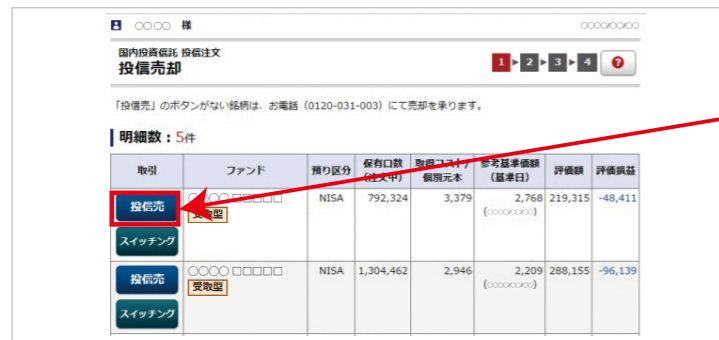 ○○○○ 様
○○○○/○○/○○
国内投資信託 投信注文
投信売却
1 ▶ 2 ▶ 3 ▶ 4 ?
「投信売」のボタンがない銘柄は、お電話（0120-031-003）にて売却を承ります。
明細数：5件
取引 ファンド 預り区分 保有口数 (注文中) 取得コスト/個別元本 参考基準価額 (基準日) 評価額 評価損益
投信売 ○○○○ □□□□□ NISA 792,324 3,379 2,768 219,315 -48,411
受取型 (○○○○/○○/○○)
スイッチング
投信売 ○○○○ □□□□□ NISA 1,304,462 2,946 2,209 288,155 -96,139
受取型 (○○○○/○○/○○)
スイッチング